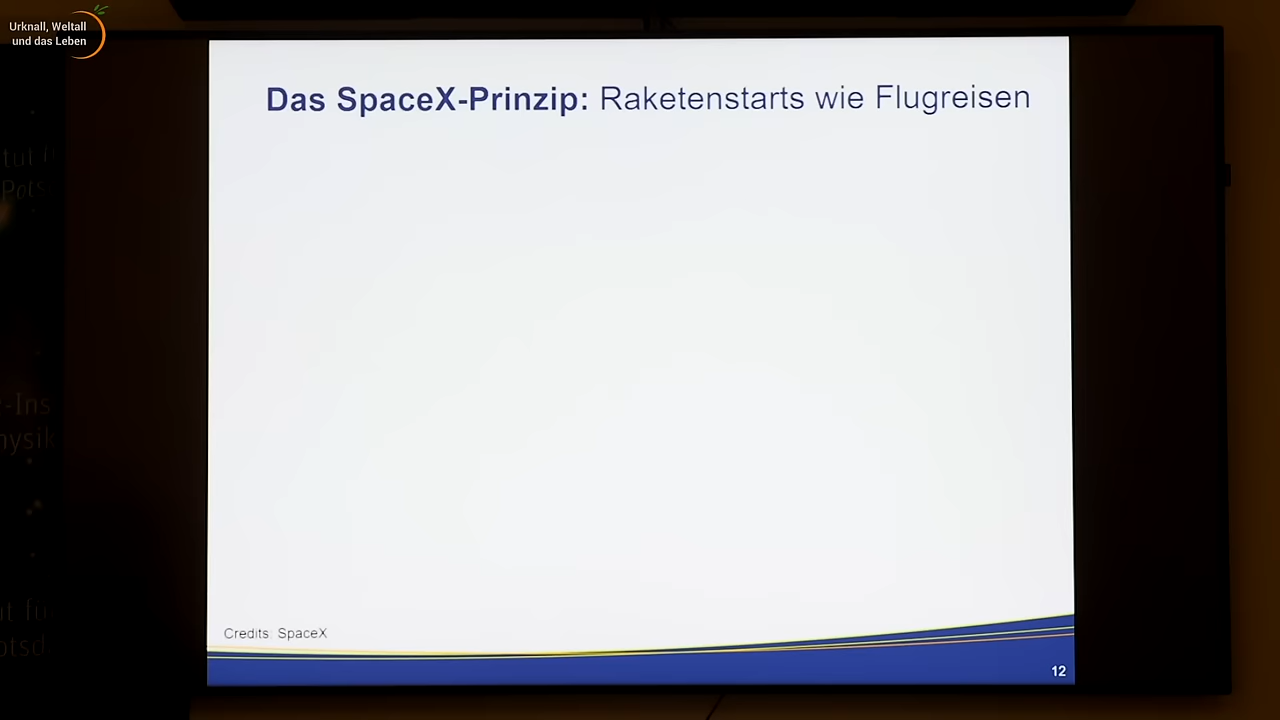 Urknall, Weltall
und das Leben
Das SpaceX-Prinzip: Raketenstarts wie Flugreisen
Credits: SpaceX
12